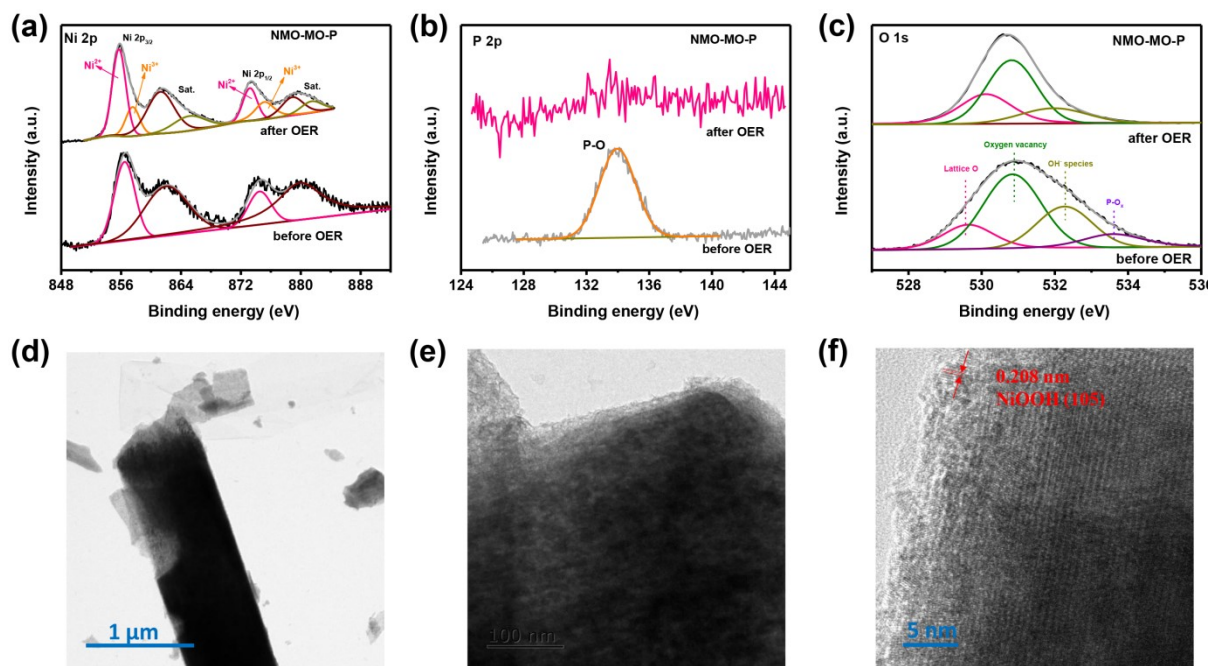 (a)
Ni 2p
Ni 2p3/2
Ni2+
Ni3+
Sat.
Ni 2p1/2
Ni2+
Ni3+
Sat.
NMO-MO-P
after OER
before OER
Intensity (a.u.)
848 856 864 872 880 888
Binding energy (eV)
(b)
P 2p
NMO-MO-P
after OER
P-O
before OER
Intensity (a.u.)
124 128 132 136 140 144
Binding energy (eV)
(c)
O 1s
NMO-MO-P
after OER
Lattice O
Oxygen vacancy
OH- species
P-Ox
before OER
Intensity (a.u.)
528 530 532 534 536
Binding energy (eV)
(d)
1 μm
(e)
100 nm
(f)
0.208 nm
NiOOH (105)
5 nm